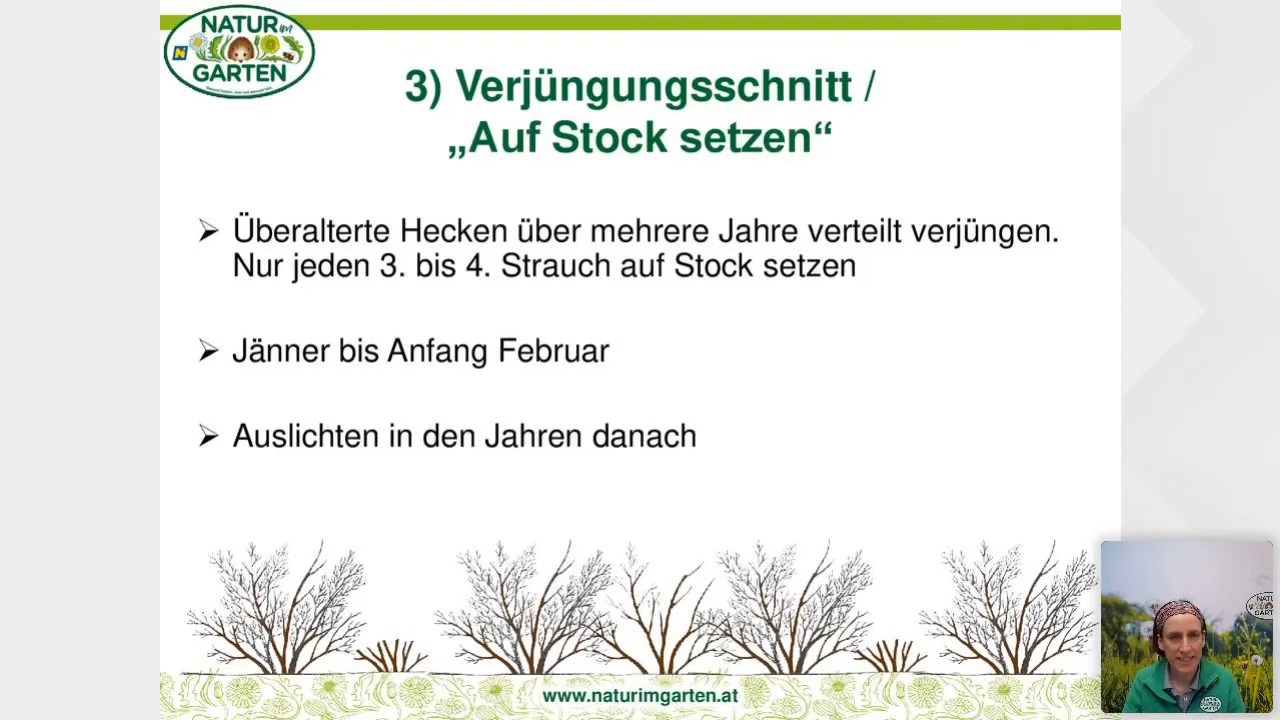 NATUR im
GARTEN
3) Verjüngungsschnitt /
„Auf Stock setzen“
Überalterte Hecken über mehrere Jahre verteilt verjüngen.
Nur jeden 3. bis 4. Strauch auf Stock setzen
Jänner bis Anfang Februar
Auslichten in den Jahren danach
www.naturimgarten.at